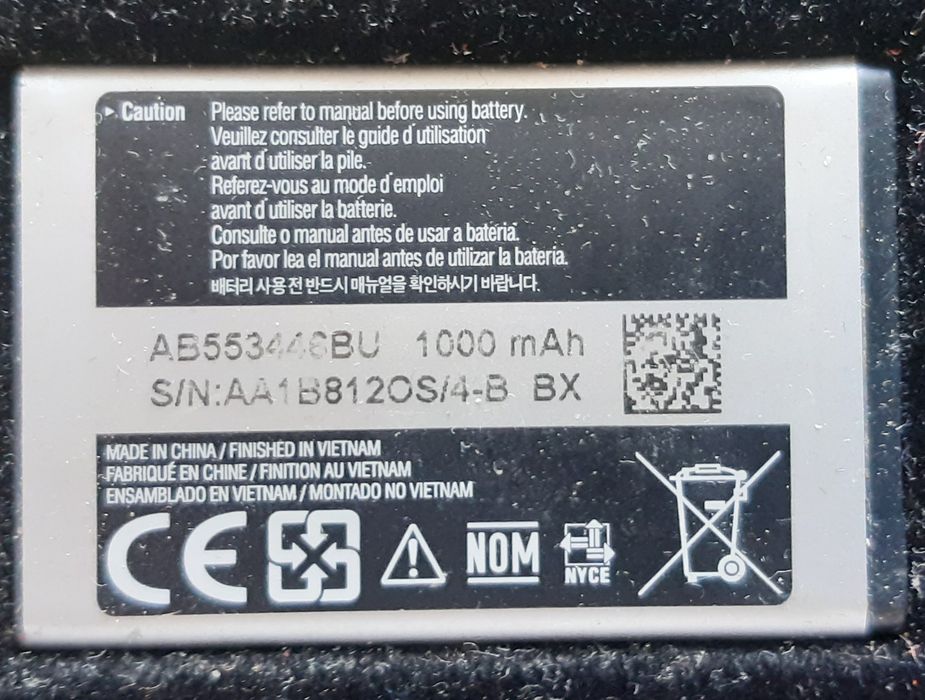 ▸ Caution Please refer to manual before using battery.
Veuillez consulter le guide d'utilisation
avant d'utiliser la pile.
Referez-vous au mode d'emploi
avant d'utiliser la batterie.
Consulte o manual antes de usar a bateria.
Por favor lea el manual antes de utilizar la bateria.
배터리 사용 전 반드시 매뉴얼을 확인하시기 바랍니다.
AB553446BU 1000 mAh
S/N:AA1B812OS/4-B BX
MADE IN CHINA / FINISHED IN VIETNAM
FABRIQUÉ EN CHINE / FINITION AU VIETNAM
ENSAMBLADO EN VIETNAM / MONTADO NO VIETNAM
CE NOM NYCE